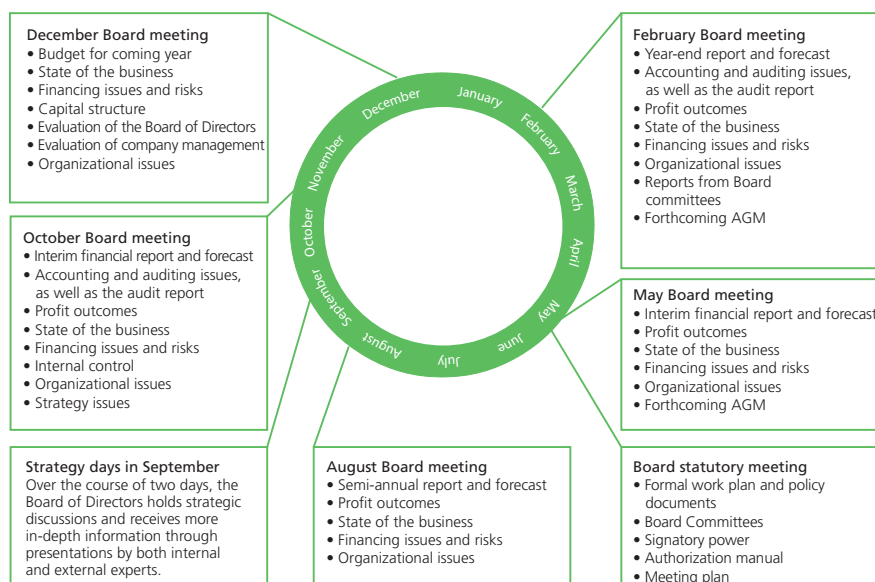 December Board meeting
• Budget for coming year
• State of the business
• Financing issues and risks
• Capital structure
• Evaluation of the Board of Directors
• Evaluation of company management
• Organizational issues
February Board meeting
• Year-end report and forecast
• Accounting and auditing issues,
as well as the audit report
• Profit outcomes
• State of the business
• Financing issues and risks
• Organizational issues
• Reports from Board
committees
• Forthcoming AGM
January
February
March
April
May
June
July
August
September
October
November
December
October Board meeting
• Interim financial report and forecast
• Accounting and auditing issues,
as well as the audit report
• Profit outcomes
• State of the business
• Financing issues and risks
• Internal control
• Organizational issues
• Strategy issues
May Board meeting
• Interim financial report and forecast
• Profit outcomes
• State of the business
• Financing issues and risks
• Organizational issues
• Forthcoming AGM
Strategy days in September
Over the course of two days, the
Board of Directors holds strategic
discussions and receives more
in-depth information through
presentations by both internal
and external experts.
August Board meeting
• Semi-annual report and forecast
• Profit outcomes
• State of the business
• Financing issues and risks
• Organizational issues
Board statutory meeting
• Formal work plan and policy
documents
• Board Committees
• Signatory power
• Authorization manual
• Meeting plan